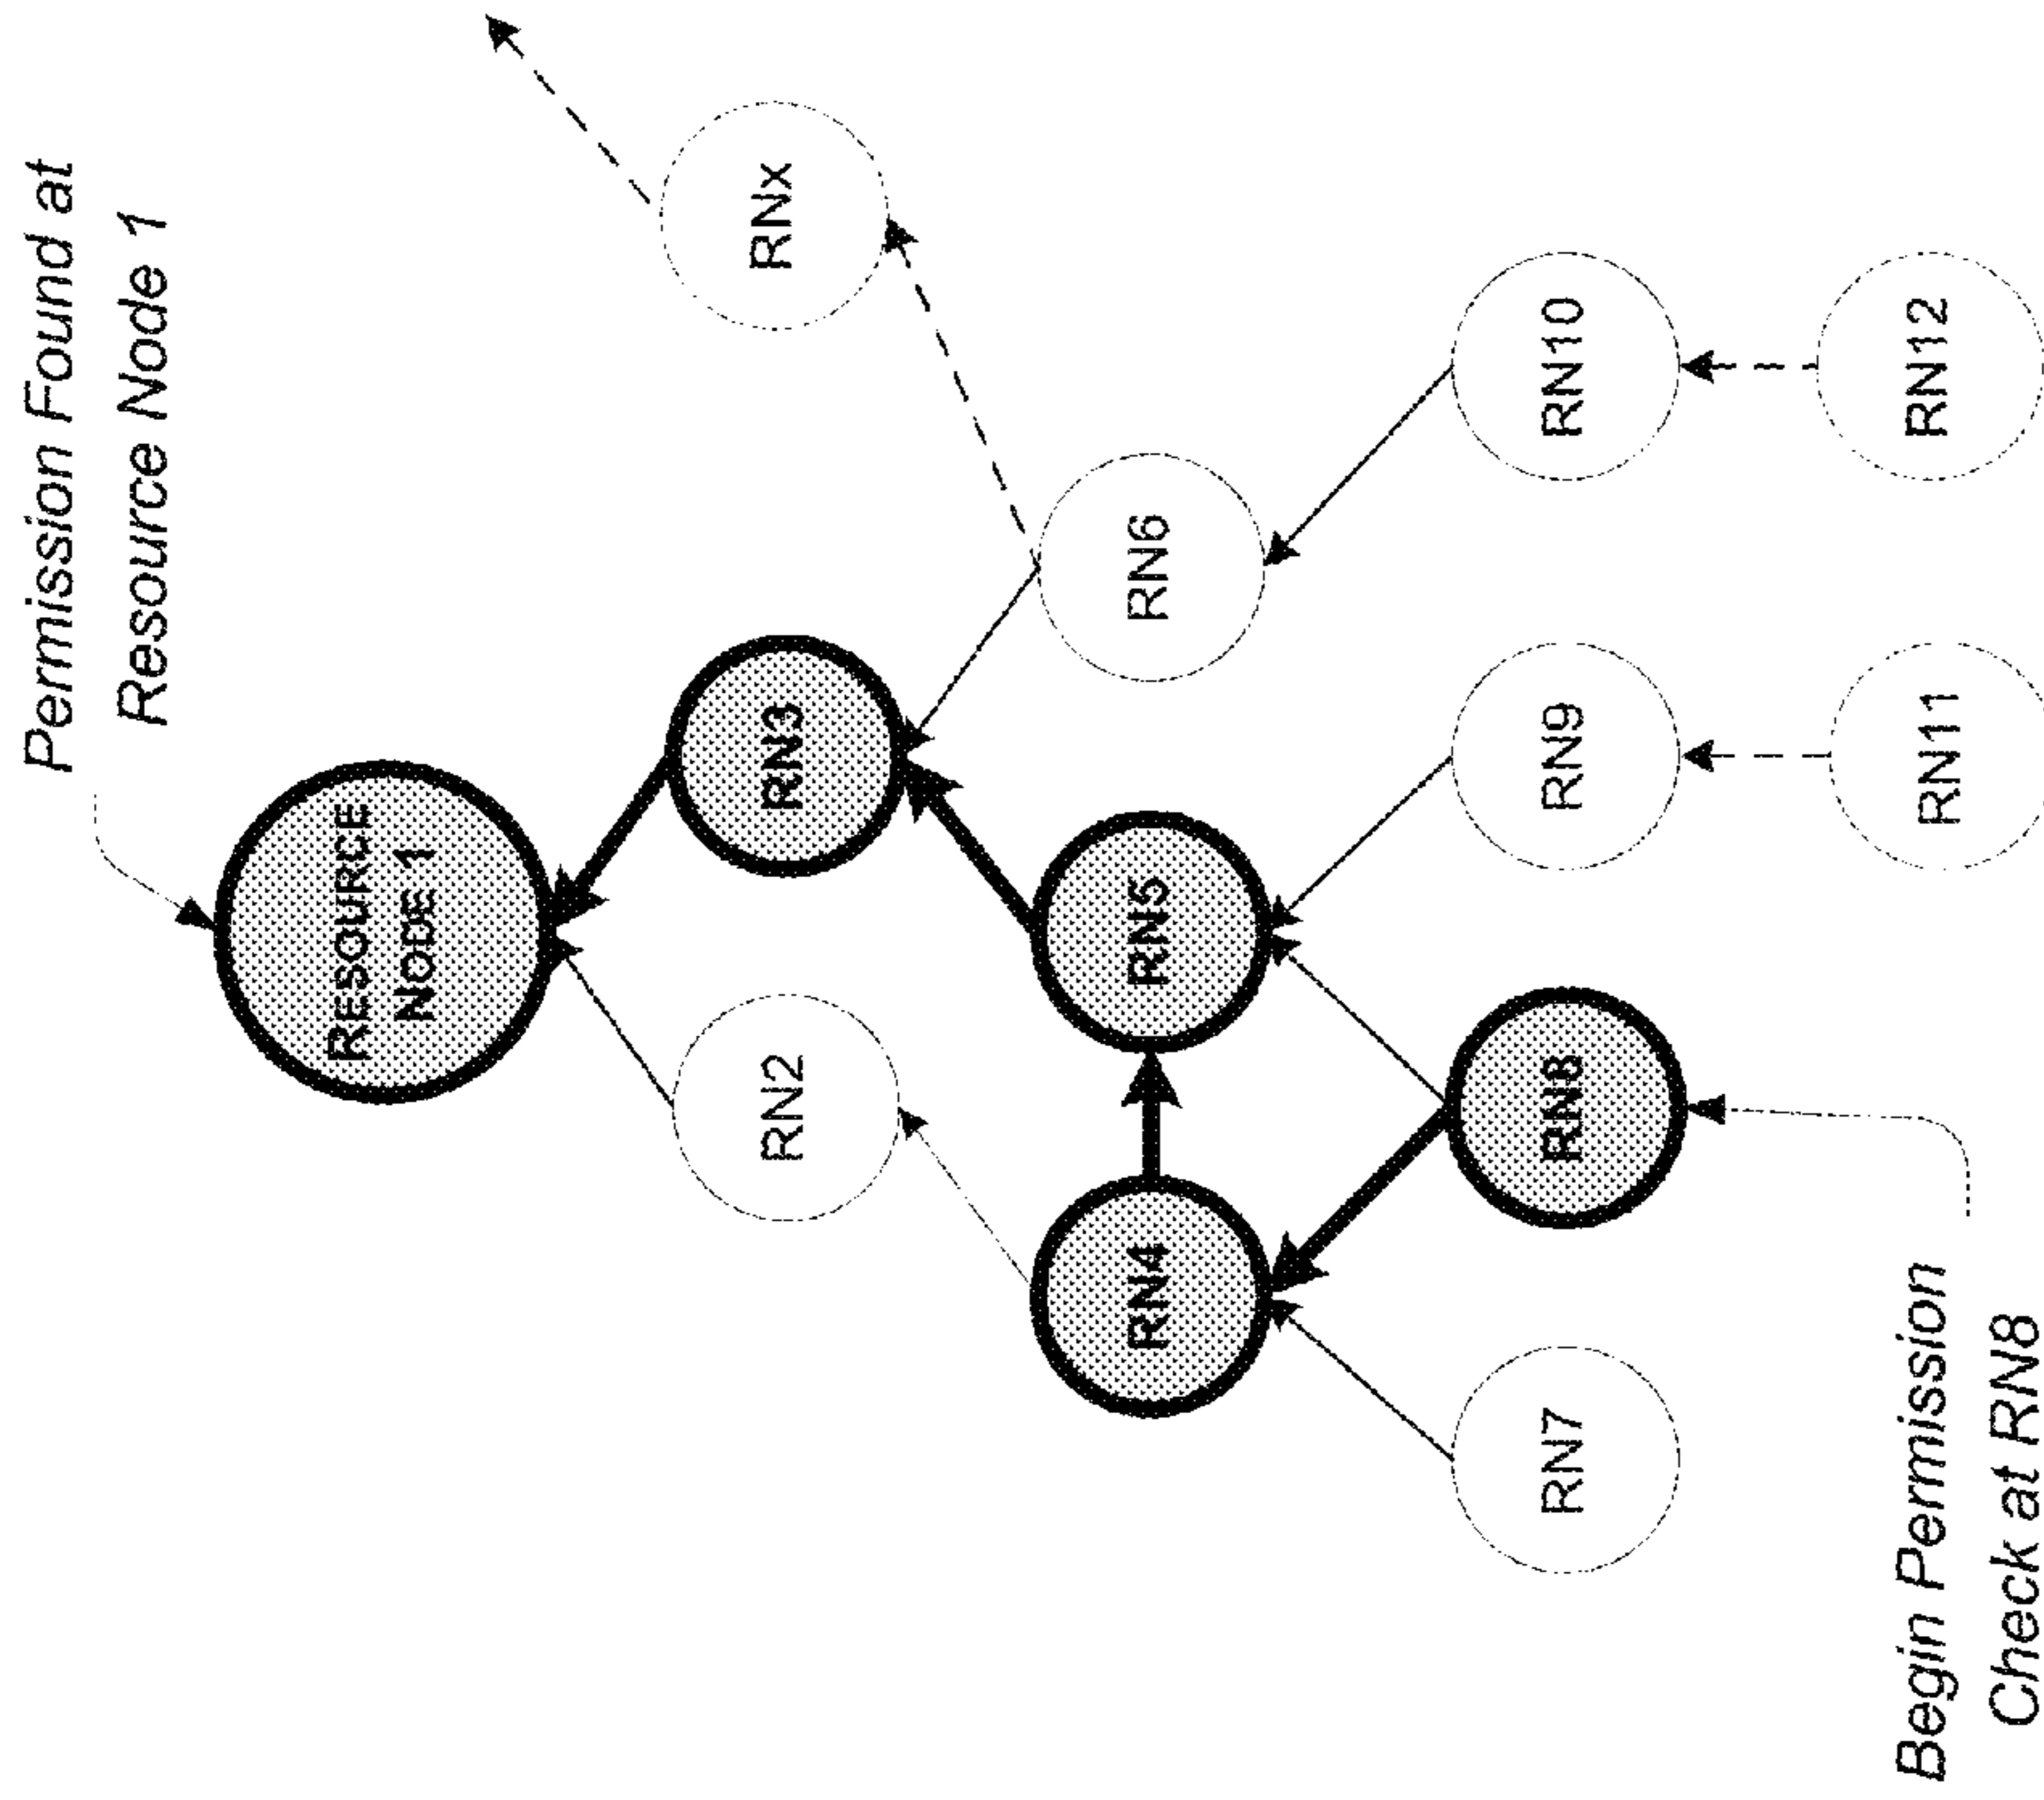 Permission Found at
Resource Node 1
RESOURCE
NODE 1
RN2
RN3
RNx
RN4
RN5
RN6
RN7
RN8
RN9
RN10
RN11
RN12
Begin Permission
Check at RN8